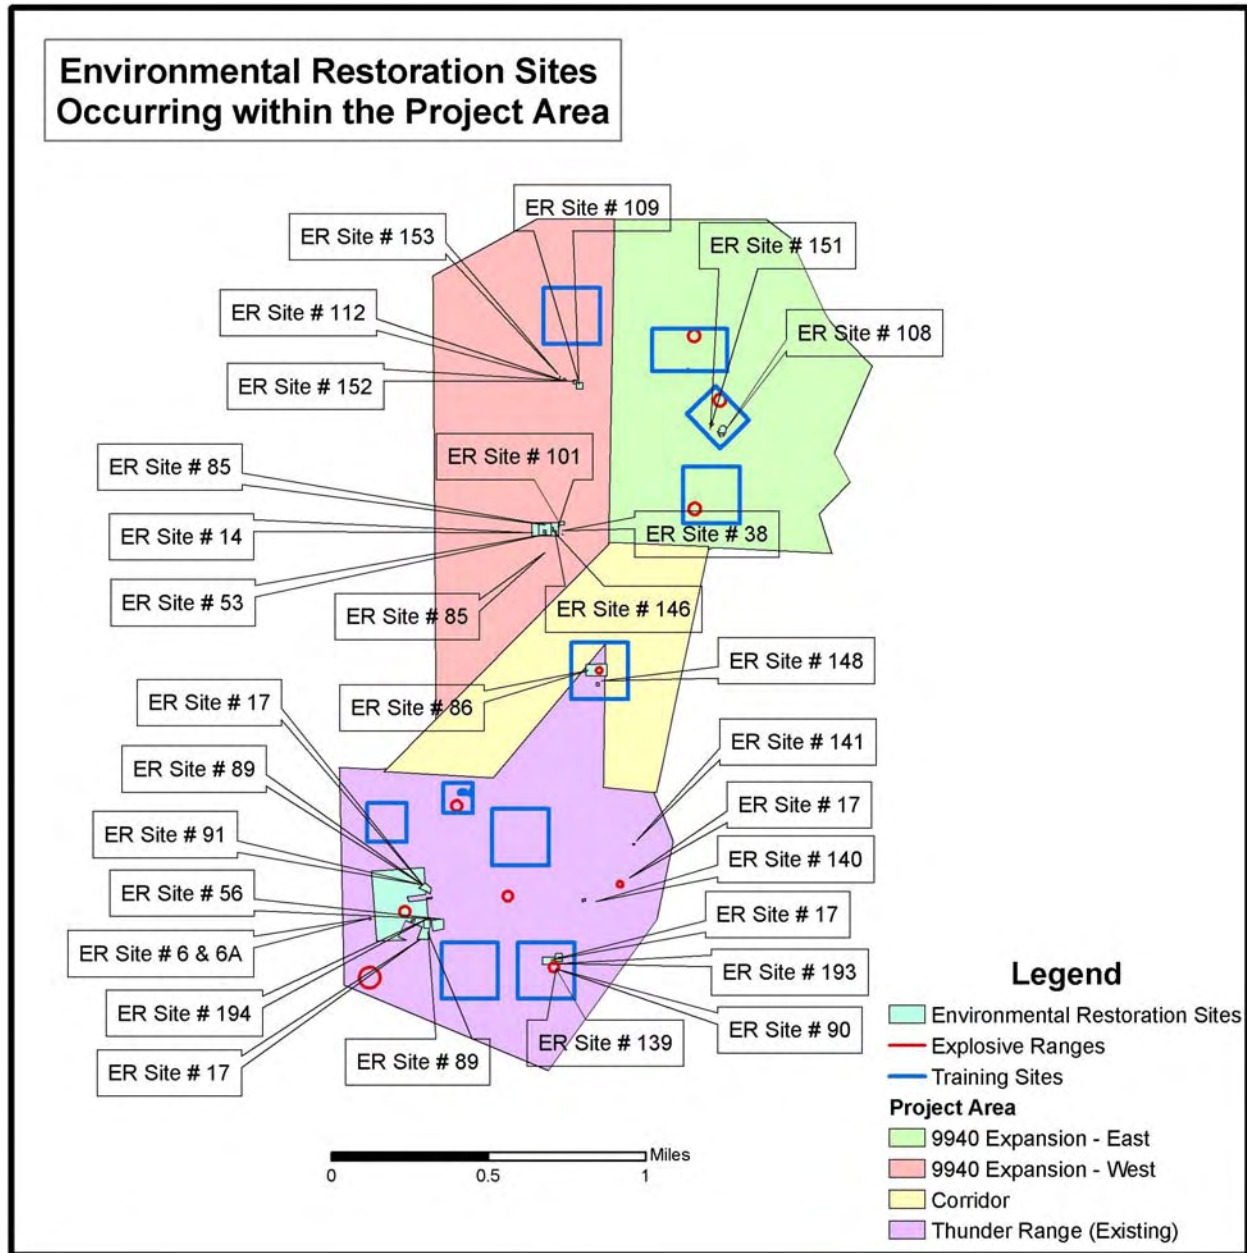 Environmental Restoration Sites
Occurring within the Project Area
ER Site # 109
ER Site # 153
ER Site # 151
ER Site # 112
ER Site # 108
ER Site # 152
ER Site # 101
ER Site # 85
ER Site # 14
ER Site # 38
ER Site # 53
ER Site # 85
ER Site # 146
ER Site # 148
ER Site # 17
ER Site # 86
ER Site # 141
ER Site # 89
ER Site # 17
ER Site # 91
ER Site # 140
ER Site # 56
ER Site # 17
ER Site # 6 & 6A
ER Site # 193
ER Site # 194
ER Site # 90
ER Site # 139
ER Site # 89
ER Site # 17
Miles
0
0.5
1
Legend
Environmental Restoration Sites
Explosive Ranges
Training Sites
Project Area
9940 Expansion - East
9940 Expansion - West
Corridor
Thunder Range (Existing)